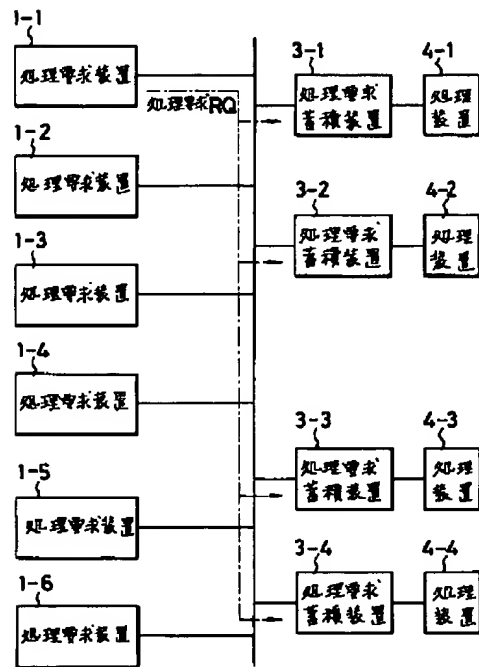 1-1
処理要求装置
処理要求RQ
1-2
処理要求装置
1-3
処理要求装置
1-4
処理要求装置
1-5
処理要求装置
1-6
処理要求装置
3-1
処理要求
蓄積装置
4-1
処理
装置
3-2
処理要求
蓄積装置
4-2
処理
装置
3-3
処理要求
蓄積装置
4-3
処理
装置
3-4
処理要求
蓄積装置
4-4
処理
装置